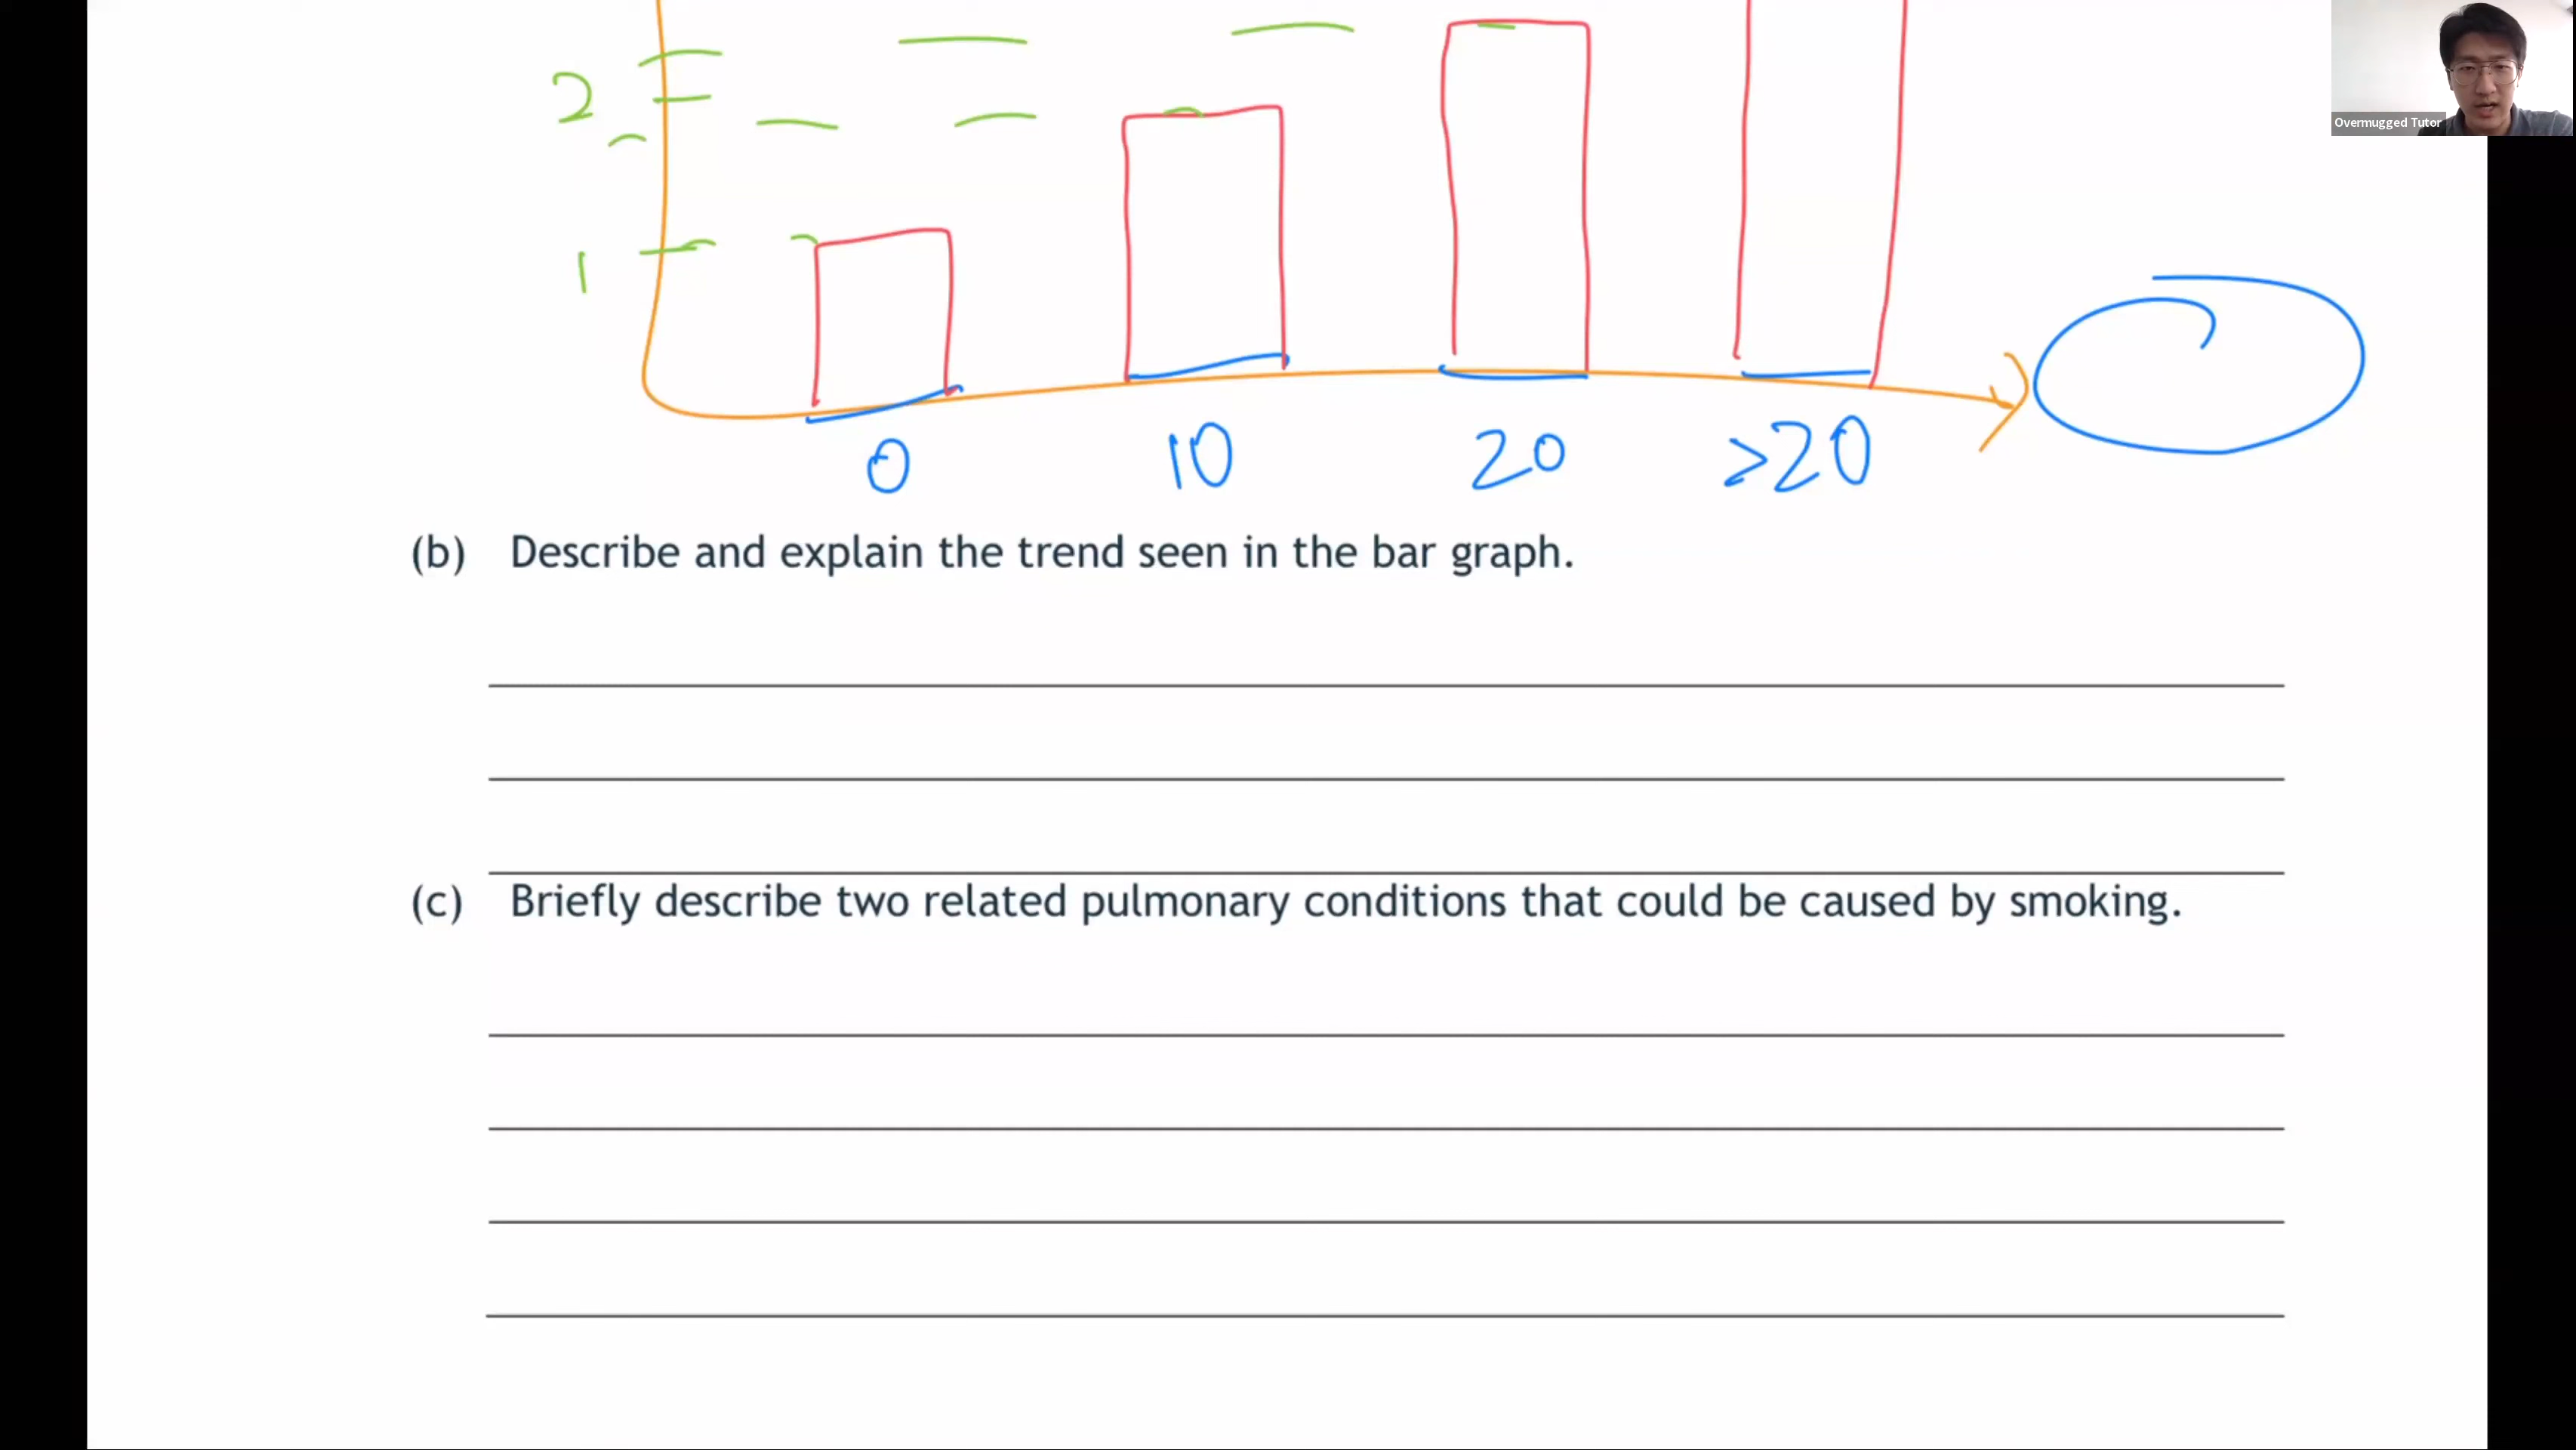 Overmugged Tutor
2
1
0 10 20 >20
(b) Describe and explain the trend seen in the bar graph.
(c) Briefly describe two related pulmonary conditions that could be caused by smoking.